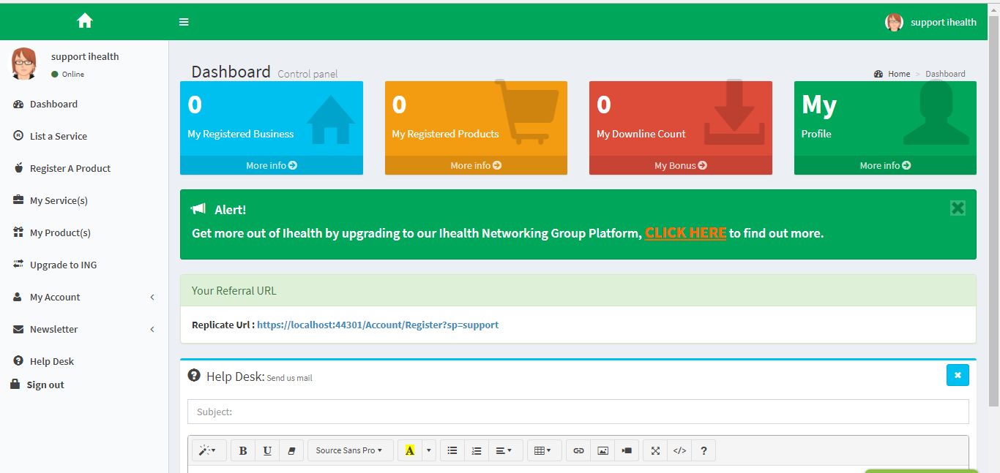 support ihealth
support ihealth
Online
Dashboard
List a Service
Register A Product
My Service(s)
My Product(s)
Upgrade to ING
My Account
Newsletter
Help Desk
Sign out
Dashboard Control panel
Home > Dashboard
0
My Registered Business
More info
0
My Registered Products
More info
0
My Downline Count
My Bonus
My
Profile
More info
Alert!
Get more out of Ihealth by upgrading to our Ihealth Networking Group Platform, CLICK HERE to find out more.
Your Referral URL
Replicate Url : https://localhost:44301/Account/Register?sp=support
Help Desk: Send us mail
Subject:
B U Source Sans Pro A </> ?